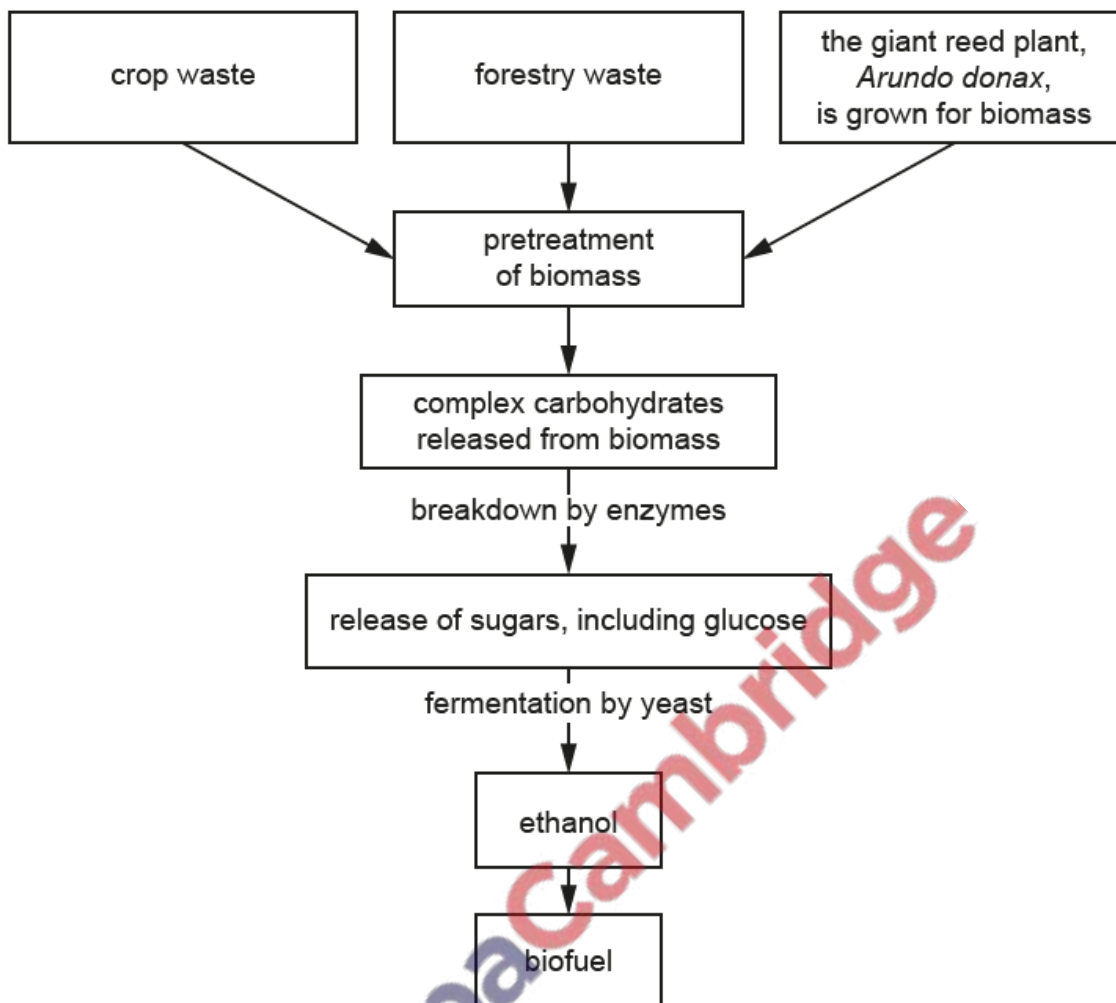 crop waste
forestry waste
the giant reed plant,
Arundo donax,
is grown for biomass
pretreatment
of biomass
complex carbohydrates
released from biomass
breakdown by enzymes
release of sugars, including glucose
fermentation by yeast
ethanol
biofuel
paCambridge